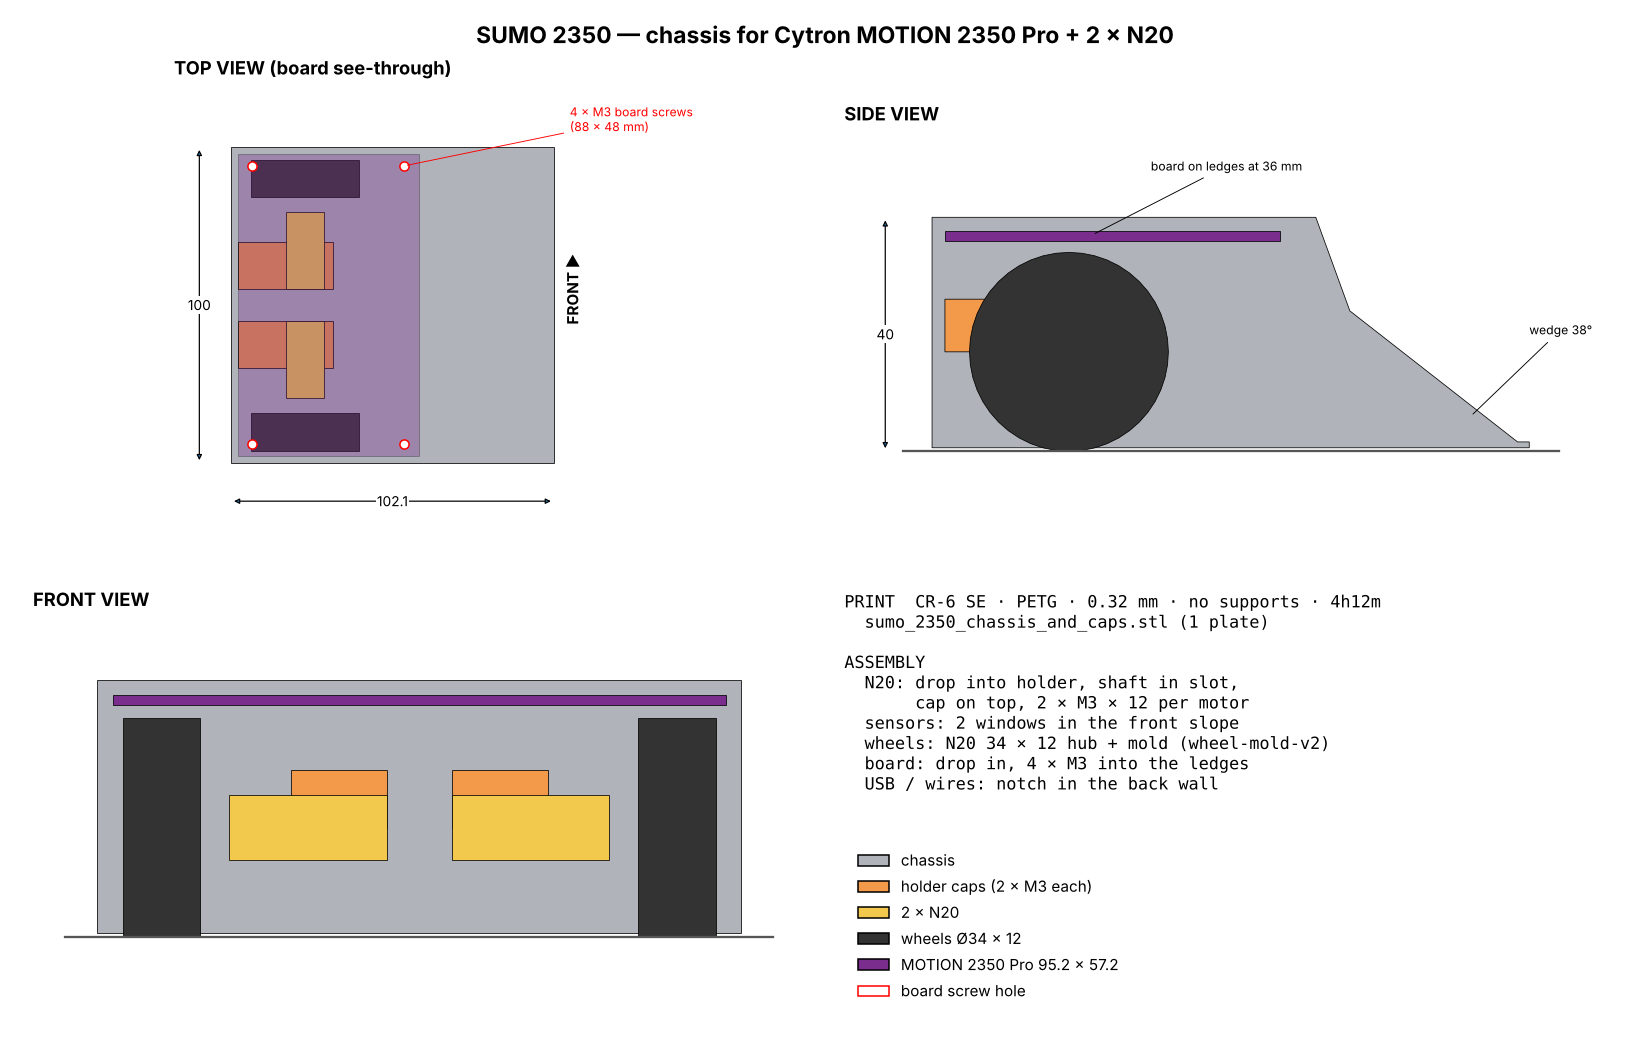 SUMO 2350 — chassis for Cytron MOTION 2350 Pro + 2 × N20
TOP VIEW (board see-through)
4 × M3 board screws
(88 × 48 mm)
100
FRONT ▶
102.1
SIDE VIEW
board on ledges at 36 mm
40
wedge 38°
FRONT VIEW
PRINT  CR-6 SE · PETG · 0.32 mm · no supports · 4h12m
sumo_2350_chassis_and_caps.stl (1 plate)
ASSEMBLY
N20: drop into holder, shaft in slot,
cap on top, 2 × M3 × 12 per motor
sensors: 2 windows in the front slope
wheels: N20 34 × 12 hub + mold (wheel-mold-v2)
board: drop in, 4 × M3 into the ledges
USB / wires: notch in the back wall
chassis
holder caps (2 × M3 each)
2 × N20
wheels Ø34 × 12
MOTION 2350 Pro 95.2 × 57.2
board screw hole